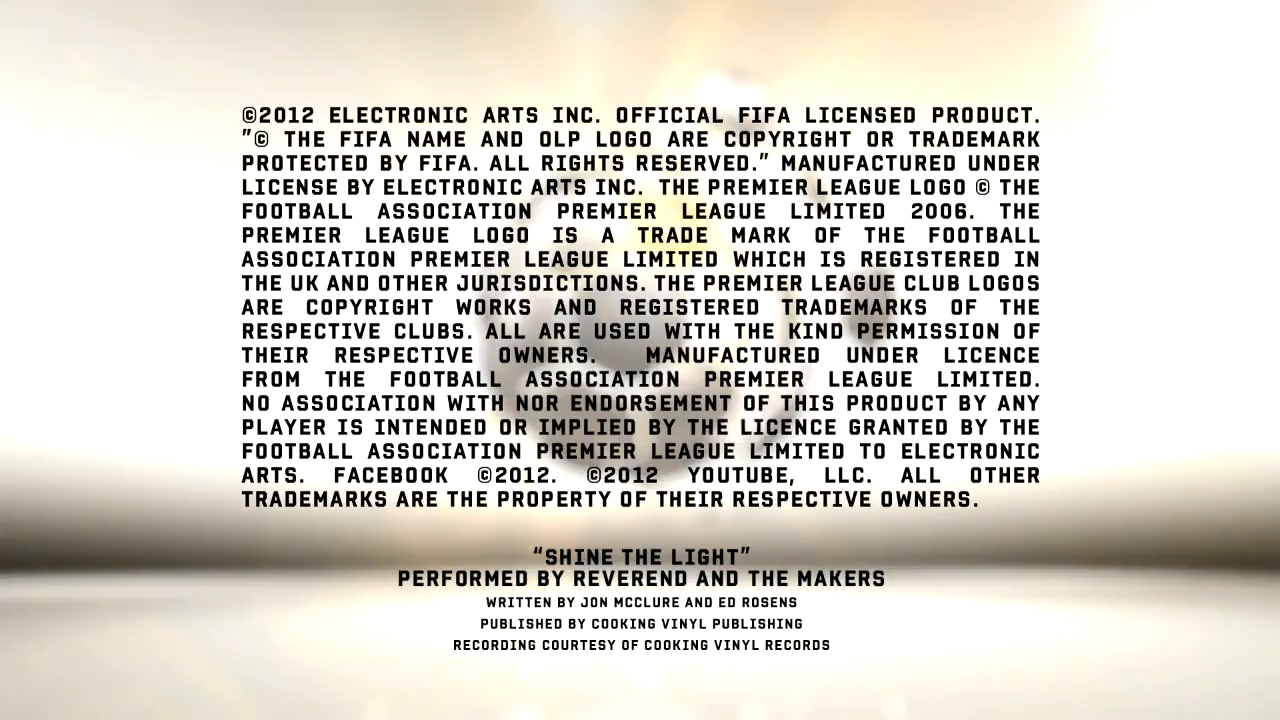 ©2012 ELECTRONIC ARTS INC. OFFICIAL FIFA LICENSED PRODUCT.
"© THE FIFA NAME AND OLP LOGO ARE COPYRIGHT OR TRADEMARK
PROTECTED BY FIFA. ALL RIGHTS RESERVED." MANUFACTURED UNDER
LICENSE BY ELECTRONIC ARTS INC. THE PREMIER LEAGUE LOGO © THE
FOOTBALL ASSOCIATION PREMIER LEAGUE LIMITED 2006. THE
PREMIER LEAGUE LOGO IS A TRADE MARK OF THE FOOTBALL
ASSOCIATION PREMIER LEAGUE LIMITED WHICH IS REGISTERED IN
THE UK AND OTHER JURISDICTIONS. THE PREMIER LEAGUE CLUB LOGOS
ARE COPYRIGHT WORKS AND REGISTERED TRADEMARKS OF THE
RESPECTIVE CLUBS. ALL ARE USED WITH THE KIND PERMISSION OF
THEIR RESPECTIVE OWNERS. MANUFACTURED UNDER LICENCE
FROM THE FOOTBALL ASSOCIATION PREMIER LEAGUE LIMITED.
NO ASSOCIATION WITH NOR ENDORSEMENT OF THIS PRODUCT BY ANY
PLAYER IS INTENDED OR IMPLIED BY THE LICENCE GRANTED BY THE
FOOTBALL ASSOCIATION PREMIER LEAGUE LIMITED TO ELECTRONIC
ARTS. FACEBOOK ©2012. ©2012 YOUTUBE, LLC. ALL OTHER
TRADEMARKS ARE THE PROPERTY OF THEIR RESPECTIVE OWNERS.
“SHINE THE LIGHT”
PERFORMED BY REVEREND AND THE MAKERS
WRITTEN BY JON MCCLURE AND ED ROSENS
PUBLISHED BY COOKING VINYL PUBLISHING
RECORDING COURTESY OF COOKING VINYL RECORDS